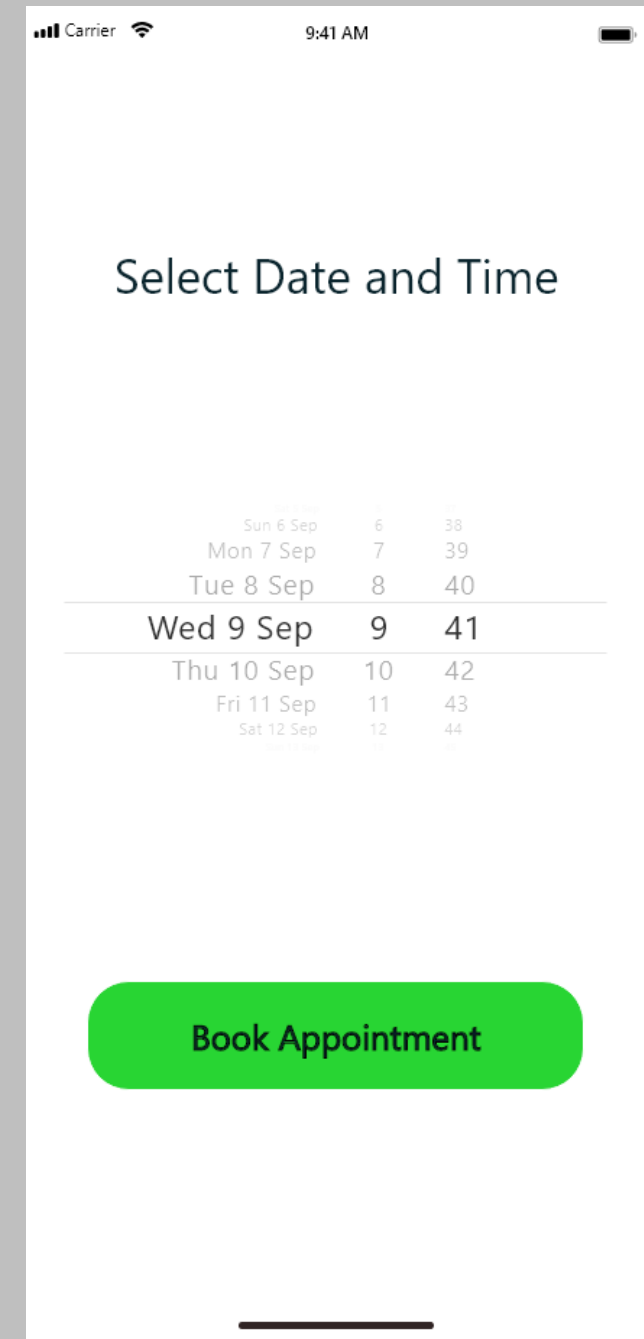 Carrier 9:41 AM
Select Date and Time
Sun 6 Sep 6 38
Mon 7 Sep 7 39
Tue 8 Sep 8 40
Wed 9 Sep 9 41
Thu 10 Sep 10 42
Fri 11 Sep 11 43
Sat 12 Sep 12 44
Book Appointment